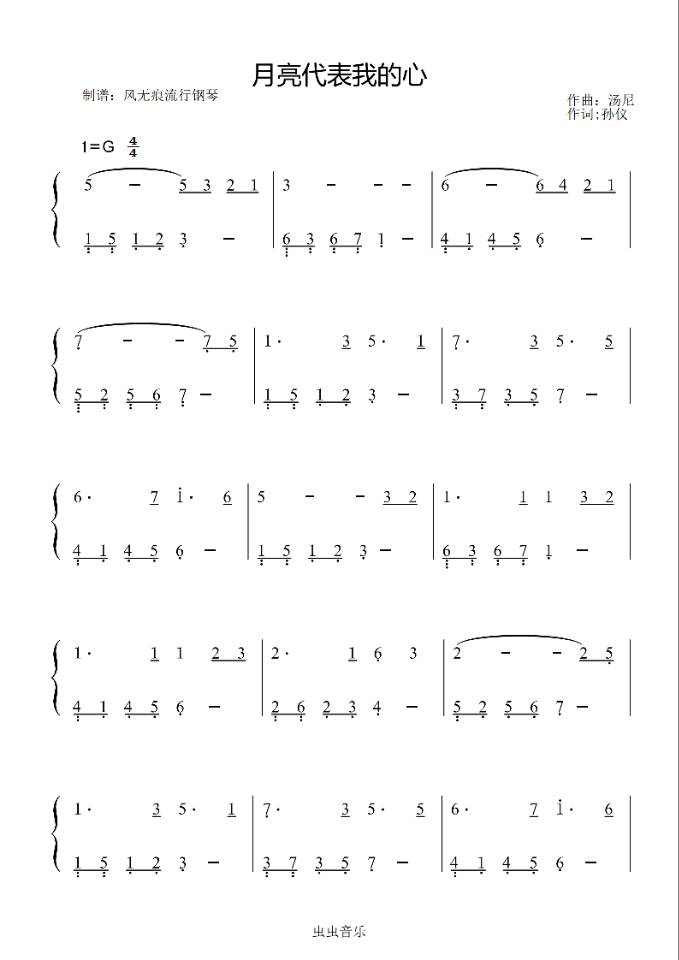 月亮代表我的心
制谱：风无痕流行钢琴
作曲：汤尼
作词;孙仪
1=G 4/4
5 - 5 3 2 1 | 3 - - - | 6 - 6 4 2 1 |
1 5 1 2 3 - | 6 3 6 7 1 - | 4 1 4 5 6 - |
7 - - 7 5 | 1· 3 5· 1 | 7· 3 5· 5 |
5 2 5 6 7 - | 1 5 1 2 3 - | 3 7 3 5 7 - |
6· 7 1· 6 | 5 - - 3 2 | 1· 1 1 3 2 |
4 1 4 5 6 - | 1 5 1 2 3 - | 6 3 6 7 1 - |
1· 1 1 2 3 | 2· 1 6 3 | 2 - - 2 5 |
4 1 4 5 6 - | 2 6 2 3 4 - | 5 2 5 6 7 - |
1· 3 5· 1 | 7· 3 5· 5 | 6· 7 1· 6 |
1 5 1 2 3 - | 3 7 3 5 7 - | 4 1 4 5 6 - |
虫虫音乐